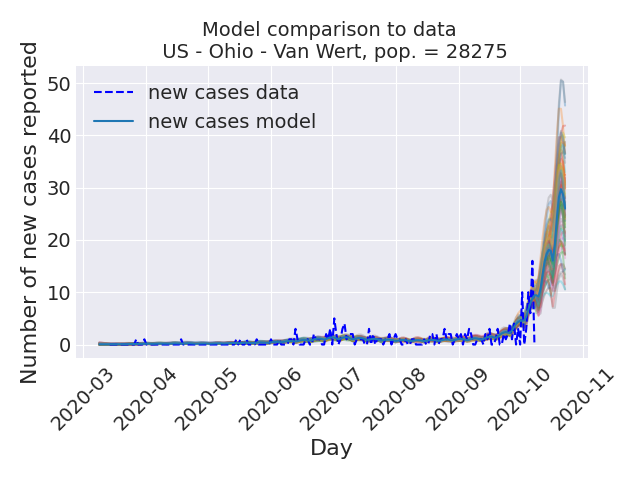 Model comparison to data
US - Ohio - Van Wert, pop. = 28275
new cases data
new cases model
Number of new cases reported
50
40
30
20
10
0
2020-03
2020-04
2020-05
2020-06
2020-07
2020-08
2020-09
2020-10
2020-11
Day